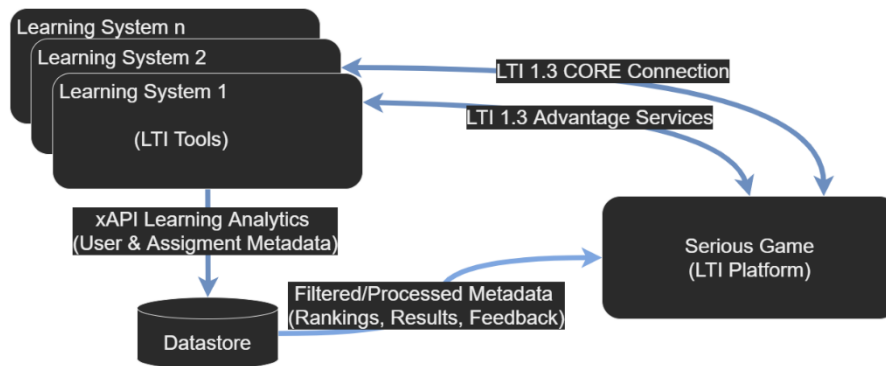 Learning System n
Learning System 2
Learning System 1
(LTI Tools)
LTI 1.3 CORE Connection
LTI 1.3 Advantage Services
xAPI Learning Analytics
(User & Assigment Metadata)
Serious Game
(LTI Platform)
Filtered/Processed Metadata
(Rankings, Results, Feedback)
Datastore